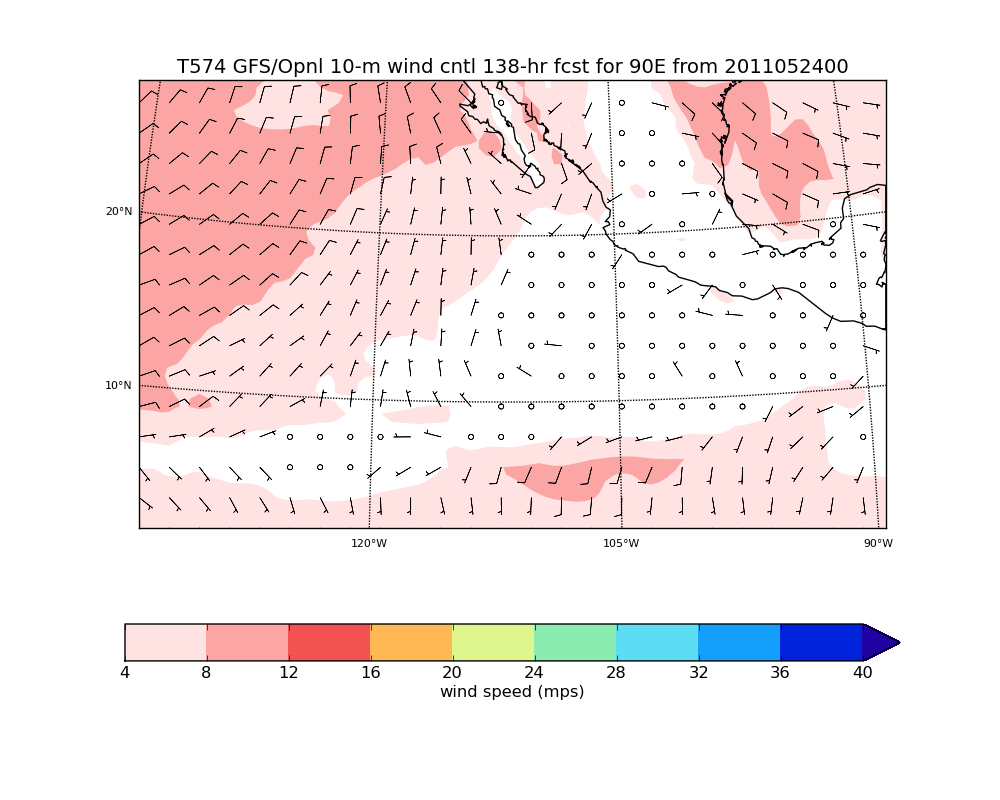 T574 GFS/Opnl 10-m wind cntl 138-hr fcst for 90E from 2011052400
20°N
10°N
120°W 105°W 90°W
4 8 12 16 20 24 28 32 36 40
wind speed (mps)